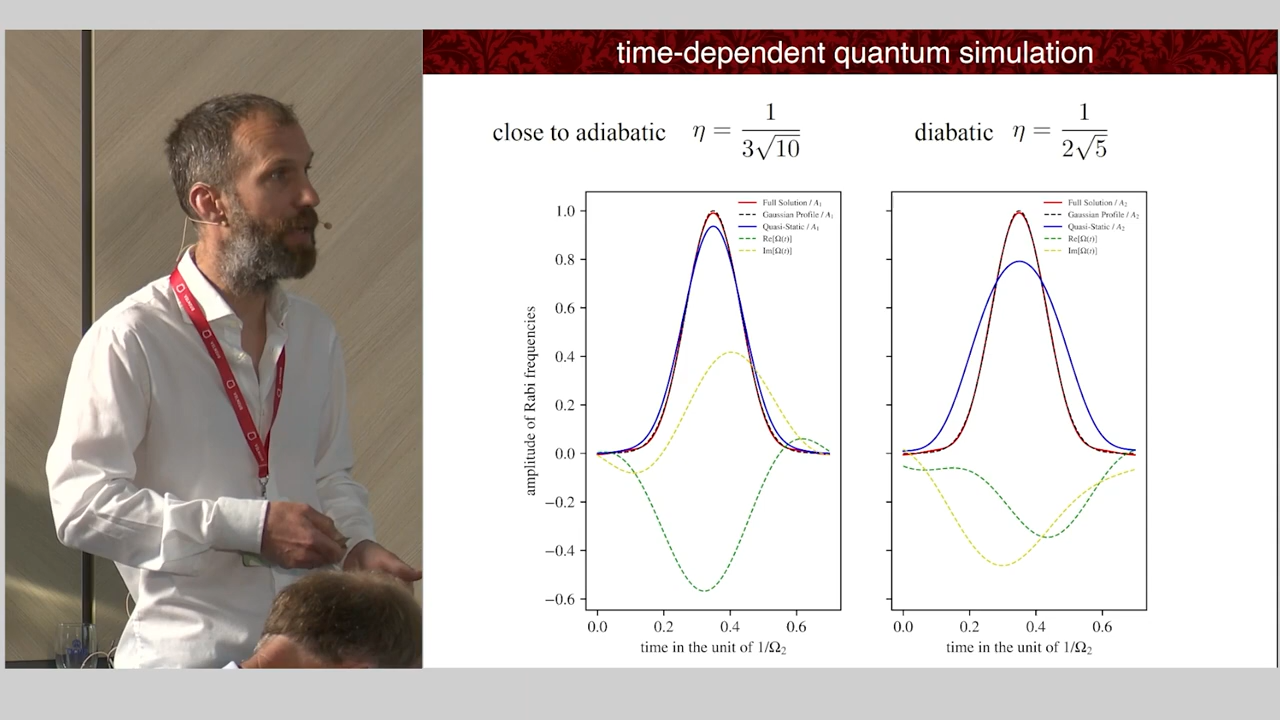 time-dependent quantum simulation
close to adiabatic η = 1/(3√10)
diabatic η = 1/(2√5)
Full Solution / A₁
Gaussian Profile / A₁
Quasi-Static / A₁
Re[Ω(t)]
Im[Ω(t)]
Full Solution / A₂
Gaussian Profile / A₂
Quasi-Static / A₂
Re[Ω(t)]
Im[Ω(t)]
amplitude of Rabi frequencies
1.0
0.8
0.6
0.4
0.2
0.0
−0.2
−0.4
−0.6
0.0 0.2 0.4 0.6
time in the unit of 1/Ω₂
0.0 0.2 0.4 0.6
time in the unit of 1/Ω₂